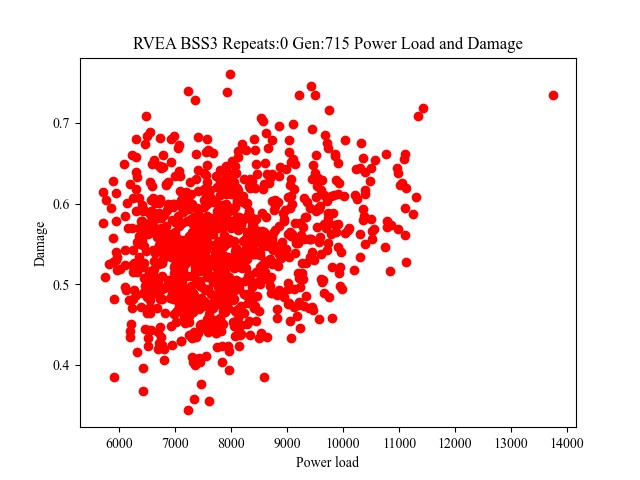 RVEA BSS3 Repeats:0 Gen:715 Power Load and Damage
0.7
0.6
0.5
0.4
Damage
6000 7000 8000 9000 10000 11000 12000 13000 14000
Power load